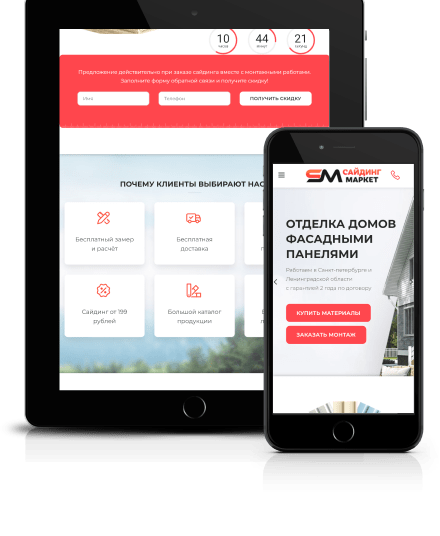 10 44 21
ЧАСОВ МИНУТ СЕКУНД
Предложение действительно при заказе сайдинга вместе с монтажными работами.
Заполните форму обратной связи и получите скидку!
Имя Телефон ПОЛУЧИТЬ СКИДКУ
ПОЧЕМУ КЛИЕНТЫ ВЫБИРАЮТ НАС
Бесплатный замер
и расчёт
Бесплатная
доставка
Сайдинг от 199
рублей
Большой каталог
продукции
SM САЙДИНГ
МАРКЕТ
ОТДЕЛКА ДОМОВ
ФАСАДНЫМИ
ПАНЕЛЯМИ
Работаем в Санкт-петербурге и
Ленинградской области
с гарантией 2 года по договору
КУПИТЬ МАТЕРИАЛЫ
ЗАКАЗАТЬ МОНТАЖ